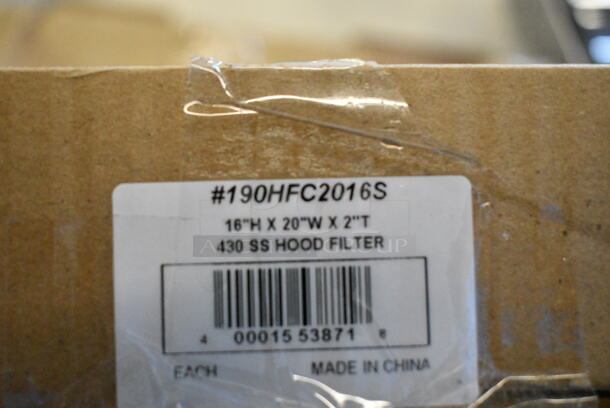 #190HFC2016S
16"H X 20"W X 2"T
430 SS HOOD FILTER
4 00015 53871 8
EACH MADE IN CHINA